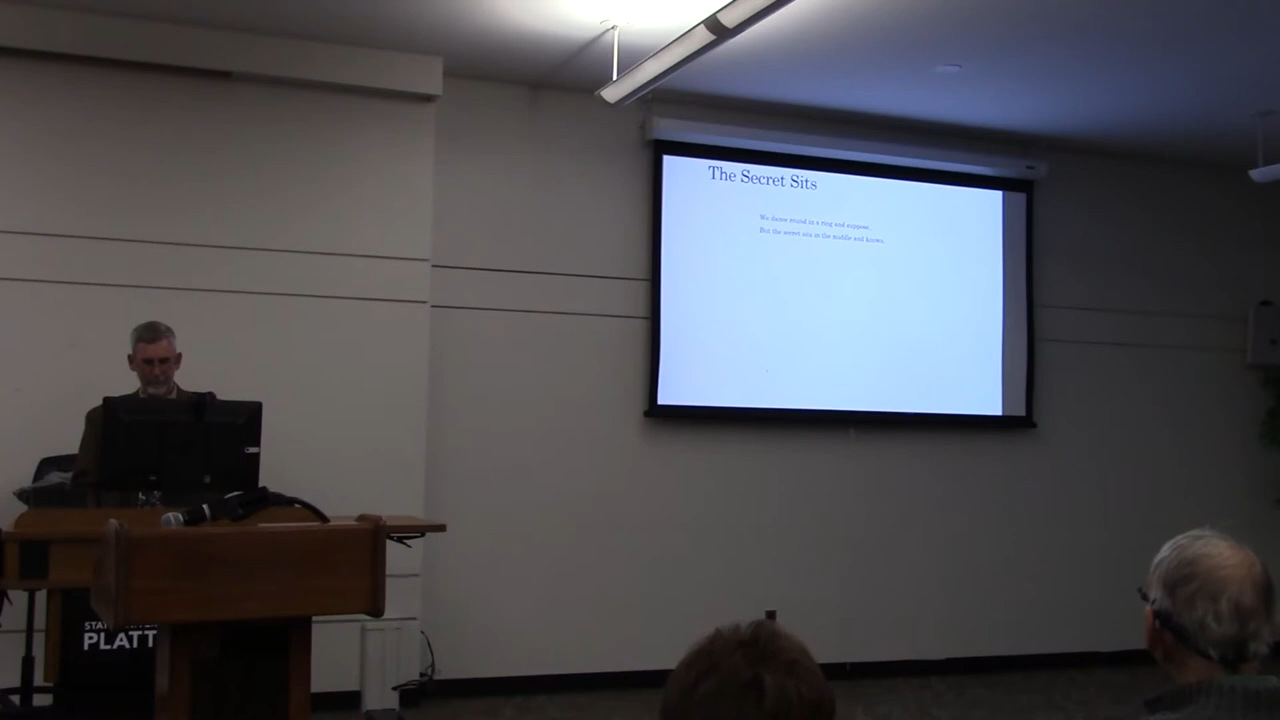 The Secret Sits
We dance round in a ring and suppose,
But the secret sits in the middle and knows.
STAT
PLATT